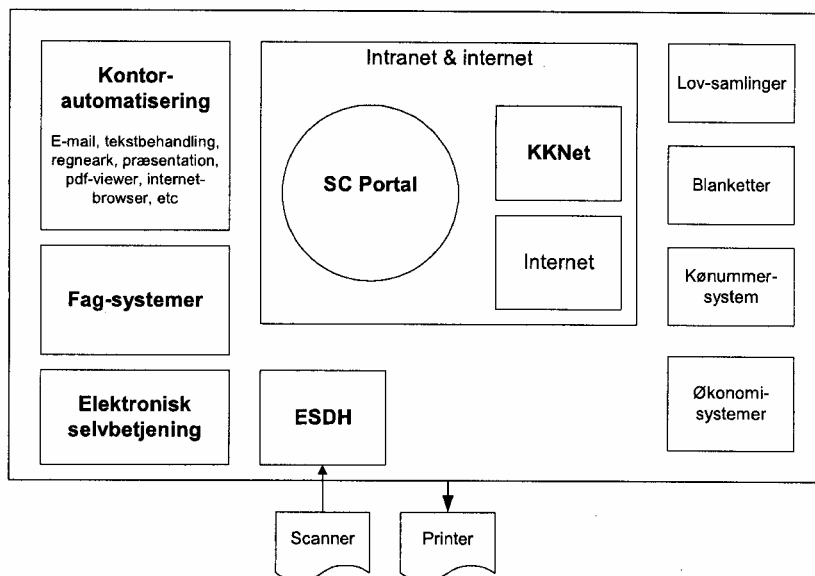 Kontor-
automatisering
E-mail, tekstbehandling,
regneark, præsentation,
pdf-viewer, internet-
browser, etc
Fag-systemer
Elektronisk
selvbetjening
Intranet & internet
SC Portal
KKNet
Internet
ESDH
Lov-samlinger
Blanketter
Kønummer-
system
Økonomi-
systemer
Scanner
Printer